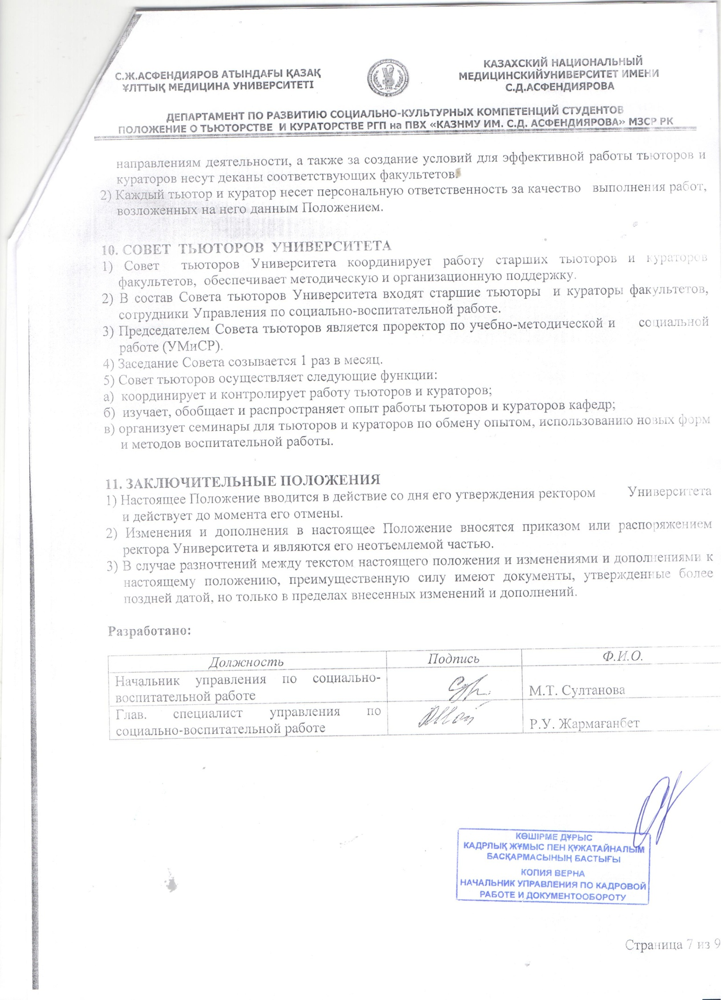 С.Ж.АСФЕНДИЯРОВ АТЫНДАҒЫ ҚАЗАҚ
ҰЛТТЫҚ МЕДИЦИНА УНИВЕРСИТЕТІ
КАЗАХСКИЙ НАЦИОНАЛЬНЫЙ
МЕДИЦИНСКИЙУНИВЕРСИТЕТ ИМЕНИ
С.Д.АСФЕНДИЯРОВА
1930
ДЕПАРТАМЕНТ ПО РАЗВИТИЮ СОЦИАЛЬНО-КУЛЬТУРНЫХ КОМПЕТЕНЦИЙ СТУДЕНТОВ
ПОЛОЖЕНИЕ О ТЬЮТОРСТВЕ И КУРАТОРСТВЕ РГП на ПВХ «КАЗНМУ ИМ. С.Д. АСФЕНДИЯРОВА» МЗСР РК
направлениям деятельности, а также за создание условий для эффективной работы тьюторов и
кураторов несут деканы соответствующих факультетов.
2) Каждый тьютор и куратор несет персональную ответственность за качество выполнения работ,
возложенных на него данным Положением.
10. СОВЕТ ТЬЮТОРОВ УНИВЕРСИТЕТА
1) Совет тьюторов Университета координирует работу старших тьюторов и кураторов
факультетов, обеспечивает методическую и организационную поддержку.
2) В состав Совета тьюторов Университета входят старшие тьюторы и кураторы факультетов,
сотрудники Управления по социально-воспитательной работе.
3) Председателем Совета тьюторов является проректор по учебно-методической и социальной
работе (УМиСР).
4) Заседание Совета созывается 1 раз в месяц.
5) Совет тьюторов осуществляет следующие функции:
а) координирует и контролирует работу тьюторов и кураторов;
б) изучает, обобщает и распространяет опыт работы тьюторов и кураторов кафедр;
в) организует семинары для тьюторов и кураторов по обмену опытом, использованию новых форм
и методов воспитательной работы.
11. ЗАКЛЮЧИТЕЛЬНЫЕ ПОЛОЖЕНИЯ
1) Настоящее Положение вводится в действие со дня его утверждения ректором Университета
и действует до момента его отмены.
2) Изменения и дополнения в настоящее Положение вносятся приказом или распоряжением
ректора Университета и являются его неотъемлемой частью.
3) В случае разночтений между текстом настоящего положения и изменениями и дополнениями к
настоящему положению, преимущественную силу имеют документы, утвержденные более
поздней датой, но только в пределах внесенных изменений и дополнений.
Разработано:
Должность Подпись Ф.И.О.
Начальник управления по социально-
воспитательной работе
М.Т. Султанова
Глав. специалист управления по
социально-воспитательной работе
Р.У. Жармағанбет
КӨШІРМЕ ДҰРЫС
КАДРЛЫҚ ЖҰМЫС ПЕН ҚҰЖАТАЙНАЛЫМ
БАСҚАРМАСЫНЫҢ БАСТЫҒЫ
КОПИЯ ВЕРНА
НАЧАЛЬНИК УПРАВЛЕНИЯ ПО КАДРОВОЙ
РАБОТЕ И ДОКУМЕНТООБОРОТУ
Страница 7 из 9